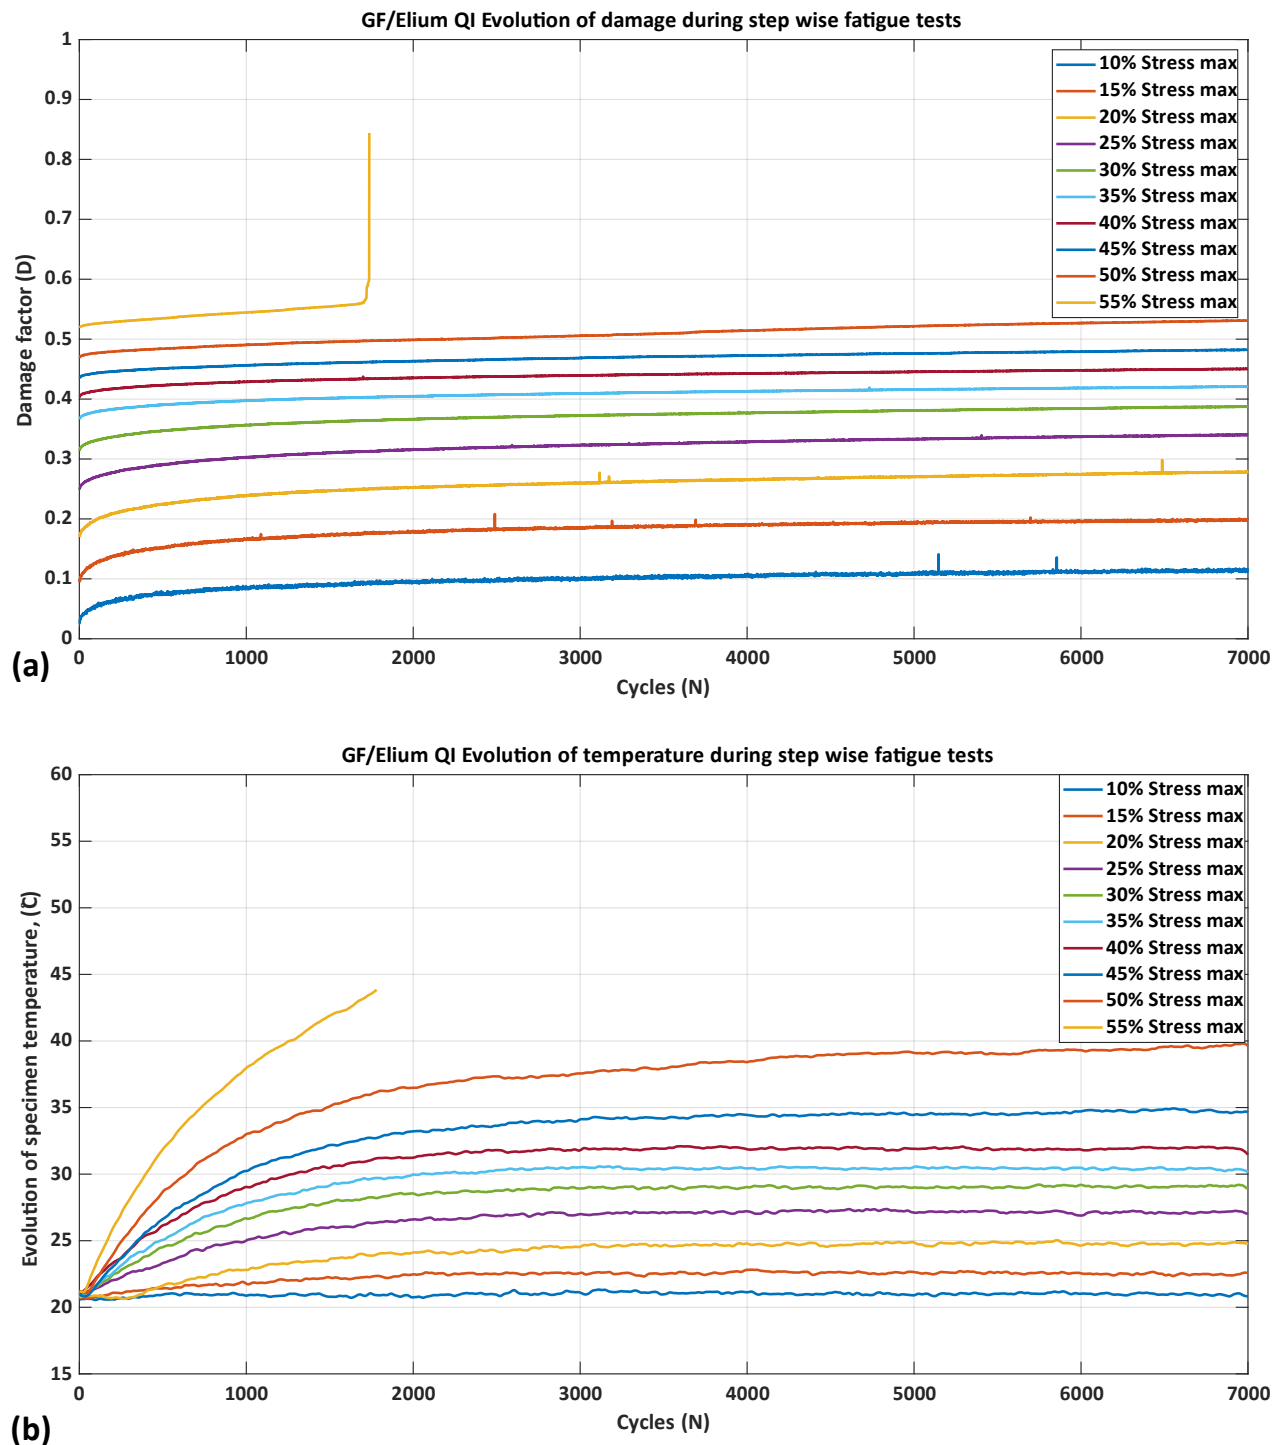 GF/Elium QI Evolution of damage during step wise fatigue tests
1
0.9
0.8
0.7
0.6
0.5
0.4
0.3
0.2
0.1
0
Damage factor (D)
10% Stress max
15% Stress max
20% Stress max
25% Stress max
30% Stress max
35% Stress max
40% Stress max
45% Stress max
50% Stress max
55% Stress max
0 1000 2000 3000 4000 5000 6000 7000
Cycles (N)
(a)
GF/Elium QI Evolution of temperature during step wise fatigue tests
60
55
50
45
40
35
30
25
20
15
Evolution of specimen temperature, (°C)
10% Stress max
15% Stress max
20% Stress max
25% Stress max
30% Stress max
35% Stress max
40% Stress max
45% Stress max
50% Stress max
55% Stress max
0 1000 2000 3000 4000 5000 6000 7000
Cycles (N)
(b)